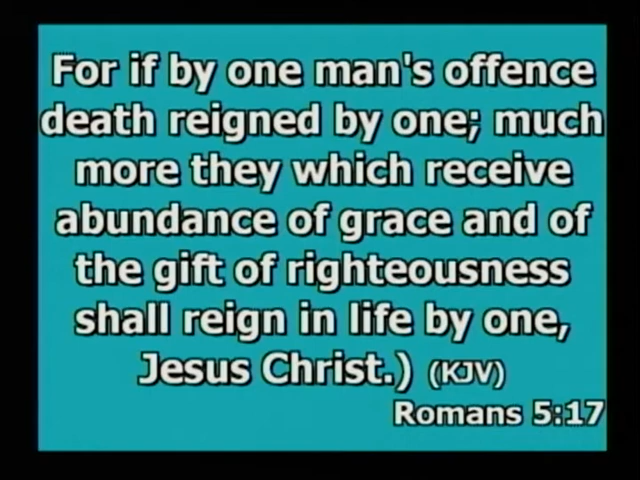 For if by one man's offence
death reigned by one; much
more they which receive
abundance of grace and of
the gift of righteousness
shall reign in life by one,
Jesus Christ.) (KJV)
Romans 5:17